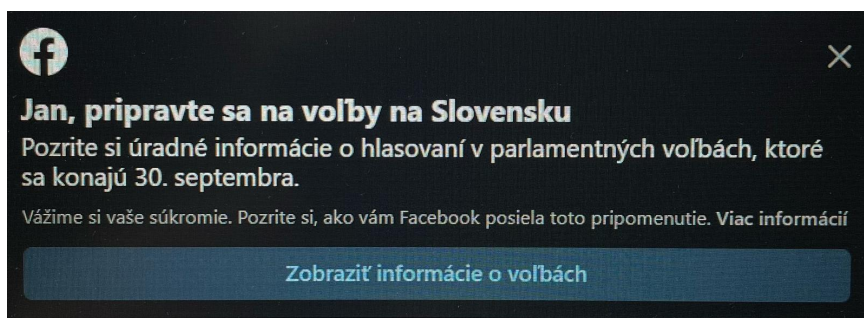 Jan, pripravte sa na voľby na Slovensku
Pozrite si úradné informácie o hlasovaní v parlamentných voľbách, ktoré
sa konajú 30. septembra.
Vážime si vaše súkromie. Pozrite si, ako vám Facebook posiela toto pripomenutie. Viac informácií
Zobraziť informácie o voľbách